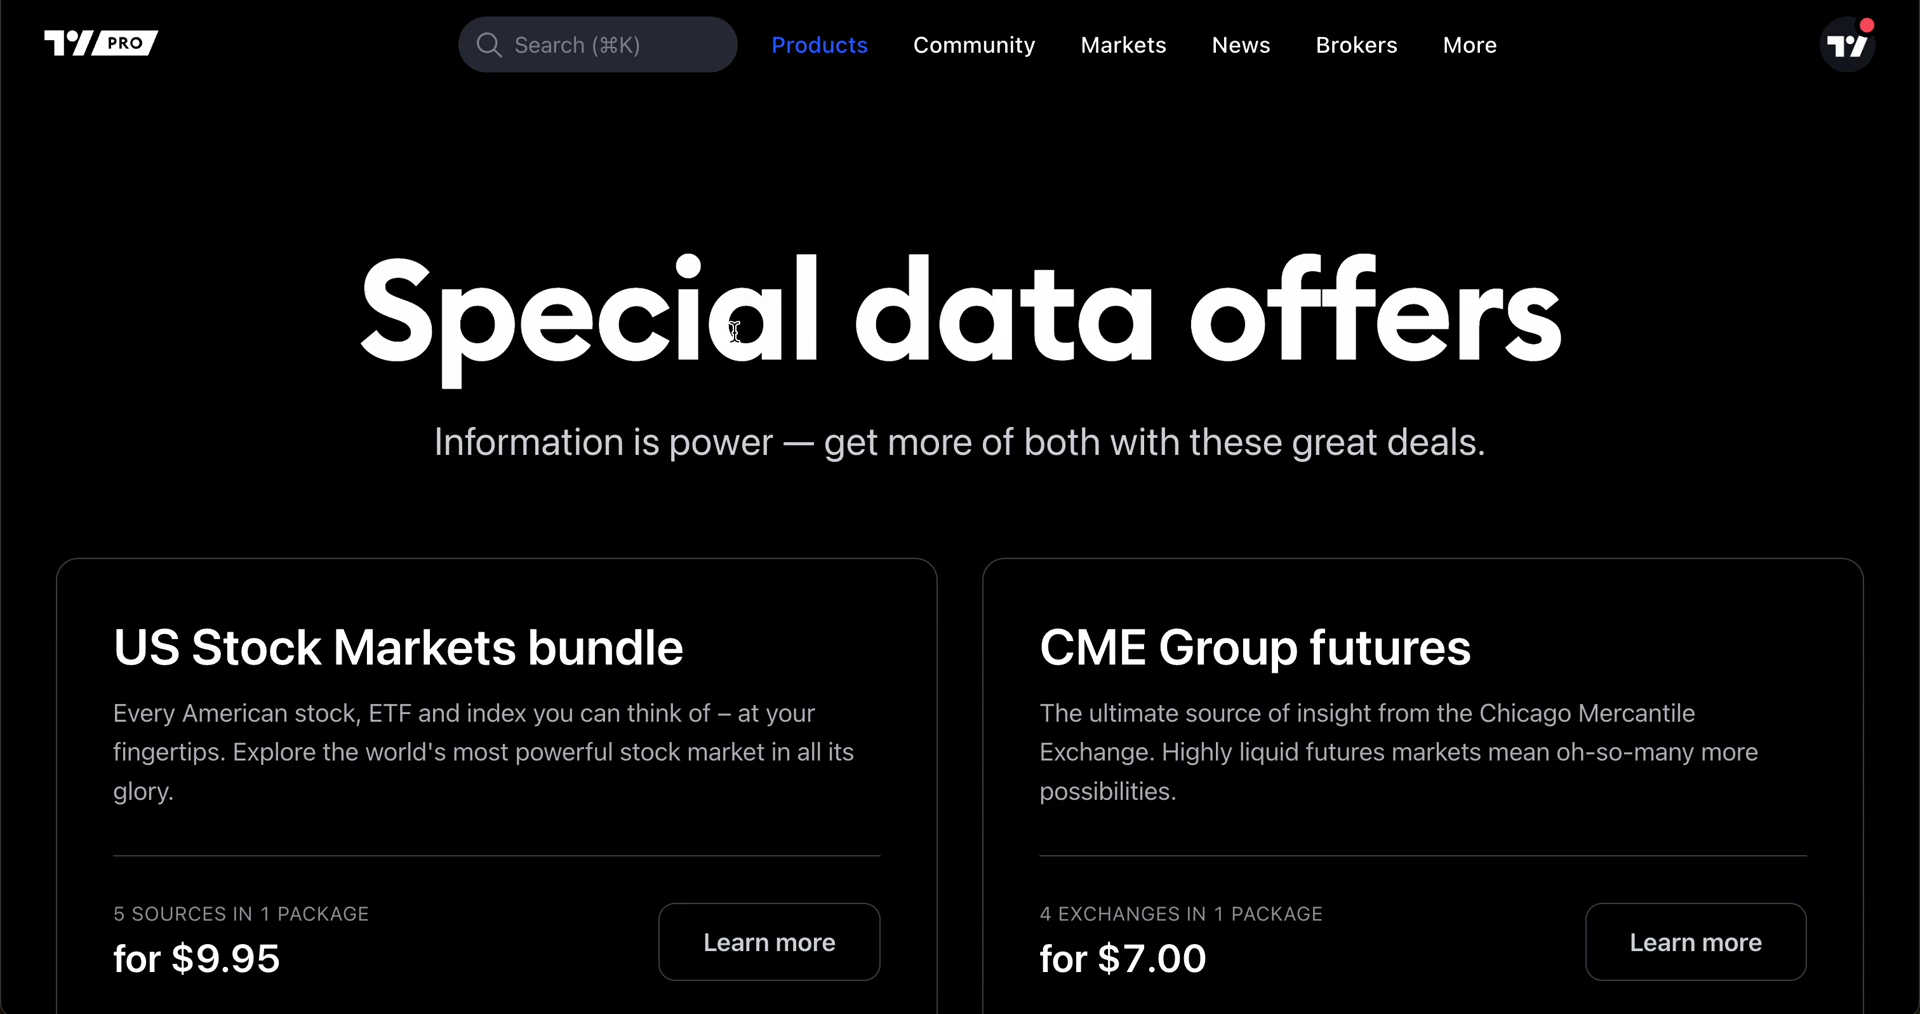 PRO
Search (⌘K)
Products
Community
Markets
News
Brokers
More
Special data offers
Information is power — get more of both with these great deals.
US Stock Markets bundle
Every American stock, ETF and index you can think of – at your
fingertips. Explore the world's most powerful stock market in all its
glory.
5 SOURCES IN 1 PACKAGE
for $9.95
Learn more
CME Group futures
The ultimate source of insight from the Chicago Mercantile
Exchange. Highly liquid futures markets mean oh-so-many more
possibilities.
4 EXCHANGES IN 1 PACKAGE
for $7.00
Learn more